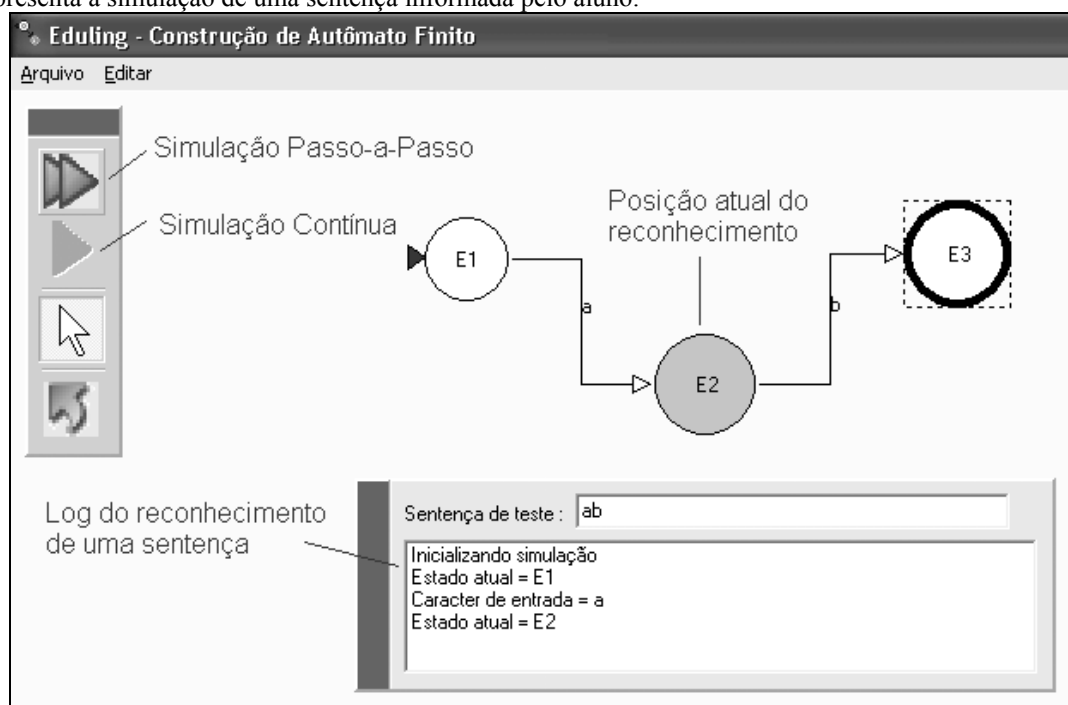 presenta a simulação de uma sentença informada pelo aluno.
Eduling - Construção de Autômato Finito
Arquivo Editar
Simulação Passo-a-Passo
Simulação Contínua
Posição atual do
reconhecimento
E1
E3
a
b
E2
Log do reconhecimento
de uma sentença
Sentença de teste : ab
Inicializando simulação
Estado atual = E1
Caracter de entrada = a
Estado atual = E2